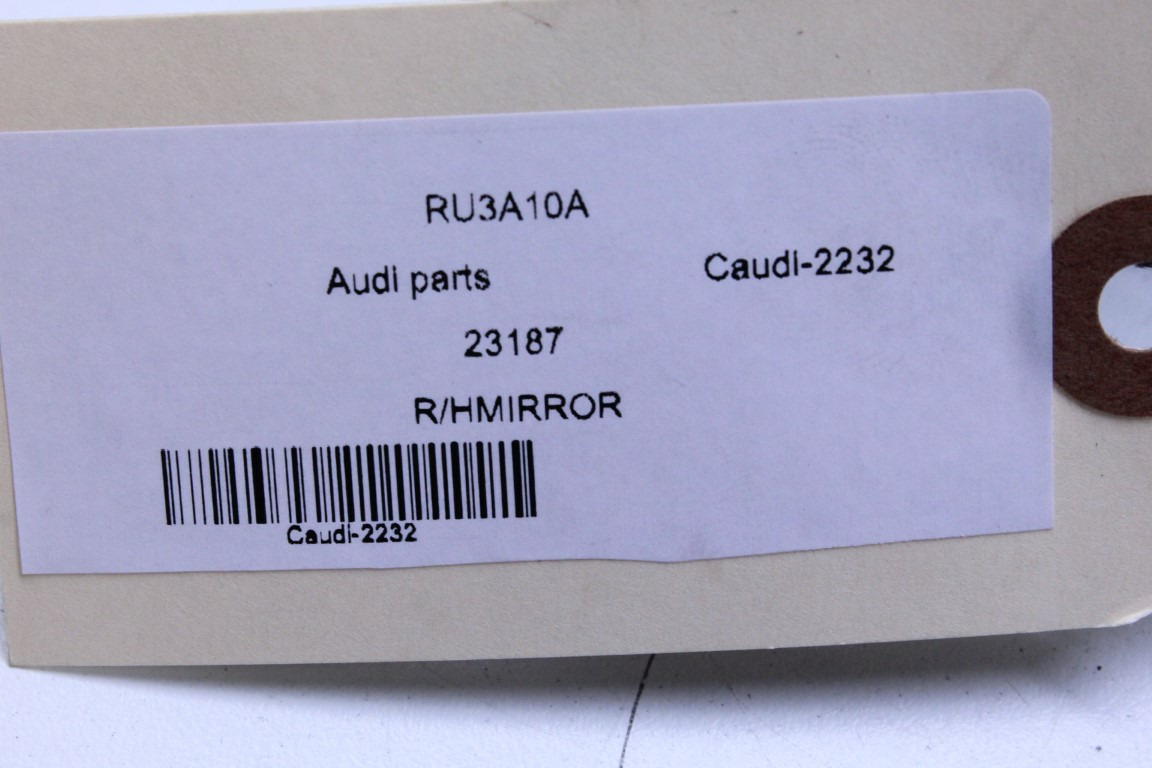 RU3A10A
Audi parts
Caudi-2232
23187
R/HMIRROR
Caudi-2232